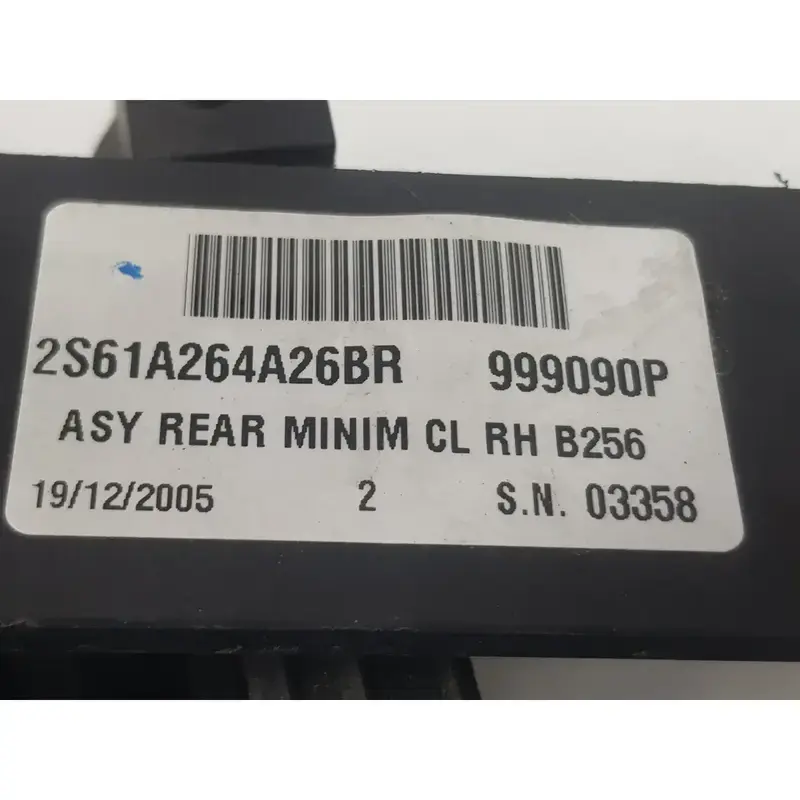 2S61A264A26BR 999090P
ASY REAR MINIM CL RH B256
19/12/2005 2 S.N. 03358